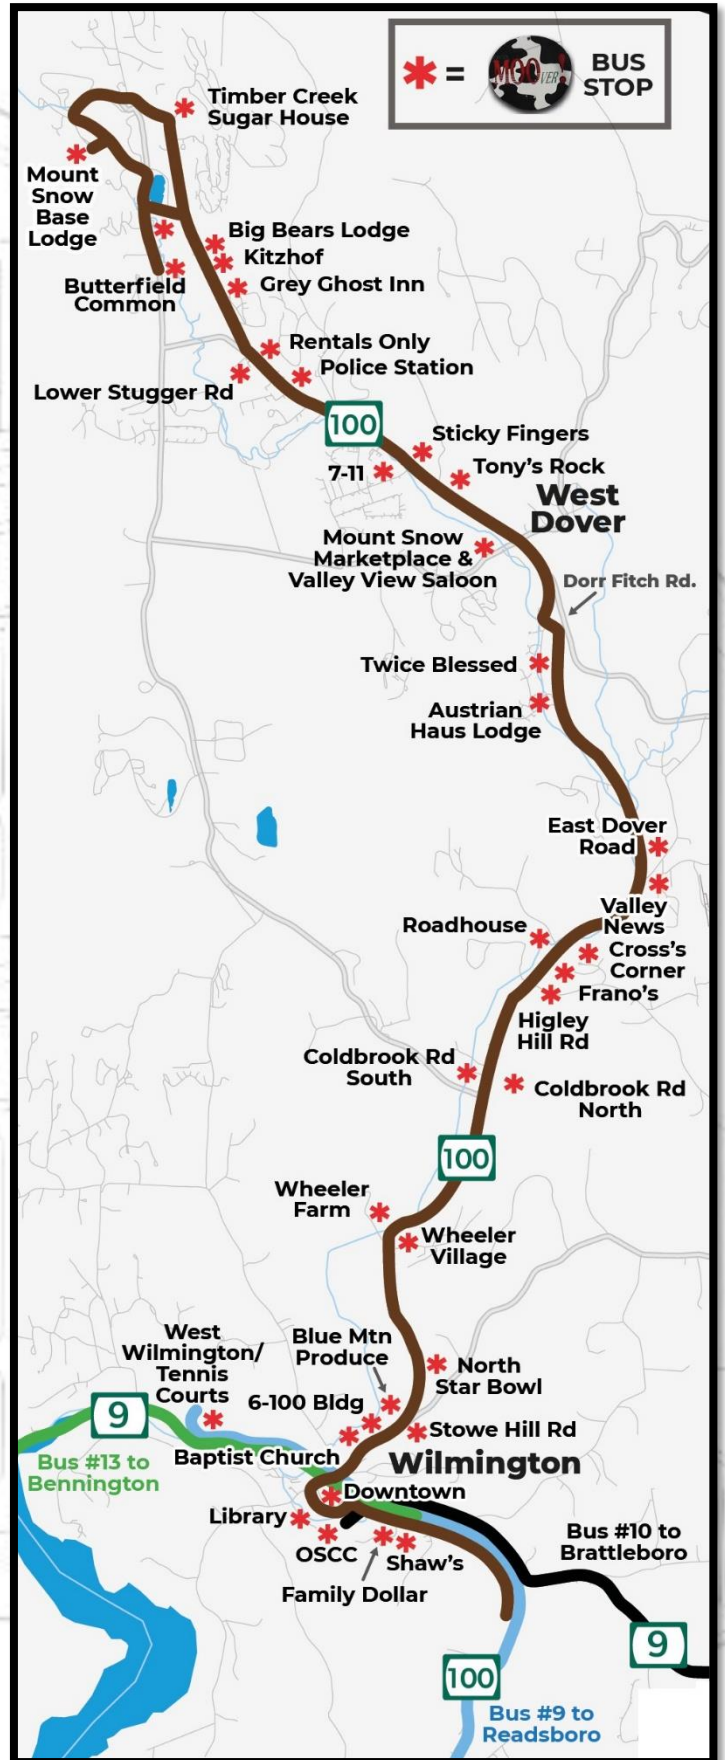 * = MOOver! BUS
STOP
Timber Creek
Sugar House
Mount
Snow
Base
Lodge
Big Bears Lodge
Kitzhof
Butterfield
Common
Grey Ghost Inn
Rentals Only
Police Station
Lower Stugger Rd
100
Sticky Fingers
7-11
Tony's Rock
West
Dover
Mount Snow
Marketplace &
Valley View Saloon
Dorr Fitch Rd.
Twice Blessed
Austrian
Haus Lodge
East Dover
Road
Valley
News
Roadhouse
Cross's
Corner
Frano's
Higley
Hill Rd
Coldbrook Rd
South
Coldbrook Rd
North
100
Wheeler
Farm
Wheeler
Village
West
Wilmington/
Tennis
Courts
Blue Mtn
Produce
North
Star Bowl
6-100 Bldg
9
Stowe Hill Rd
Baptist Church
Wilmington
Bus #13 to
Bennington
Downtown
Library
OSCC
Shaw's
Family Dollar
Bus #10 to
Brattleboro
9
100
Bus #9 to
Readsboro